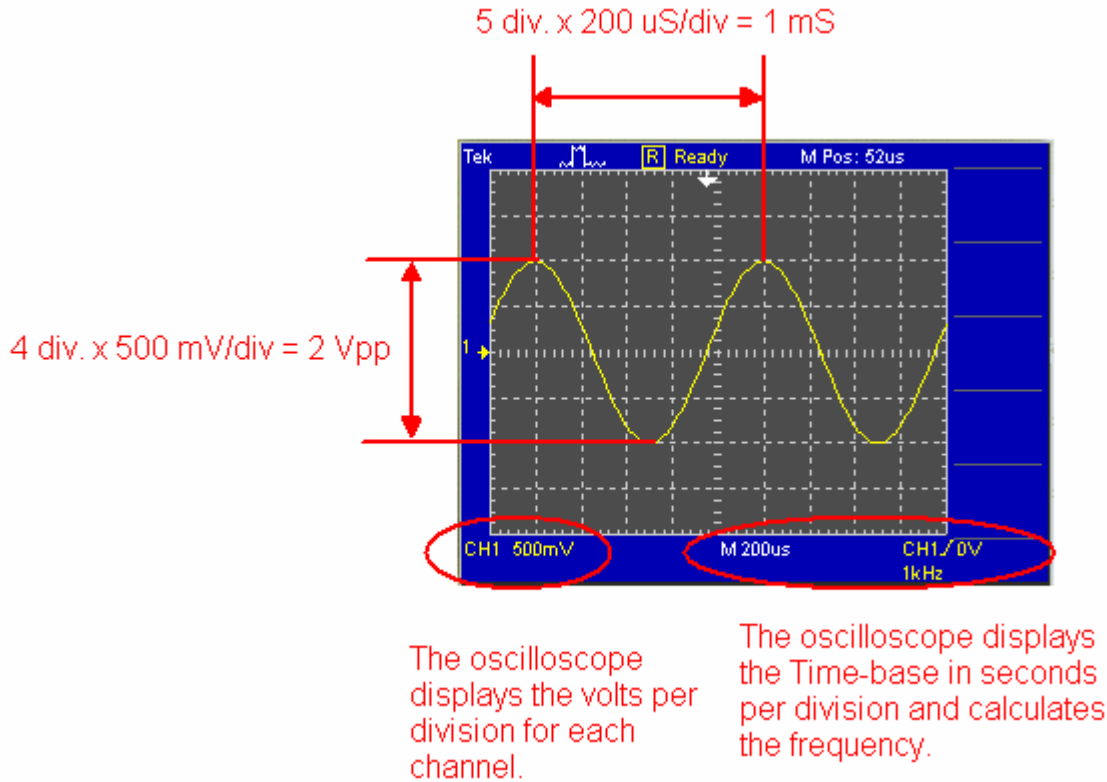 5 div. x 200 uS/div = 1 mS
Tek R Ready M Pos: 52us
4 div. x 500 mV/div = 2 Vpp
1
CH1 500mV M 200us CH1 / 0V
1kHz
The oscilloscope
displays the volts per
division for each
channel.
The oscilloscope displays
the Time-base in seconds
per division and calculates
the frequency.